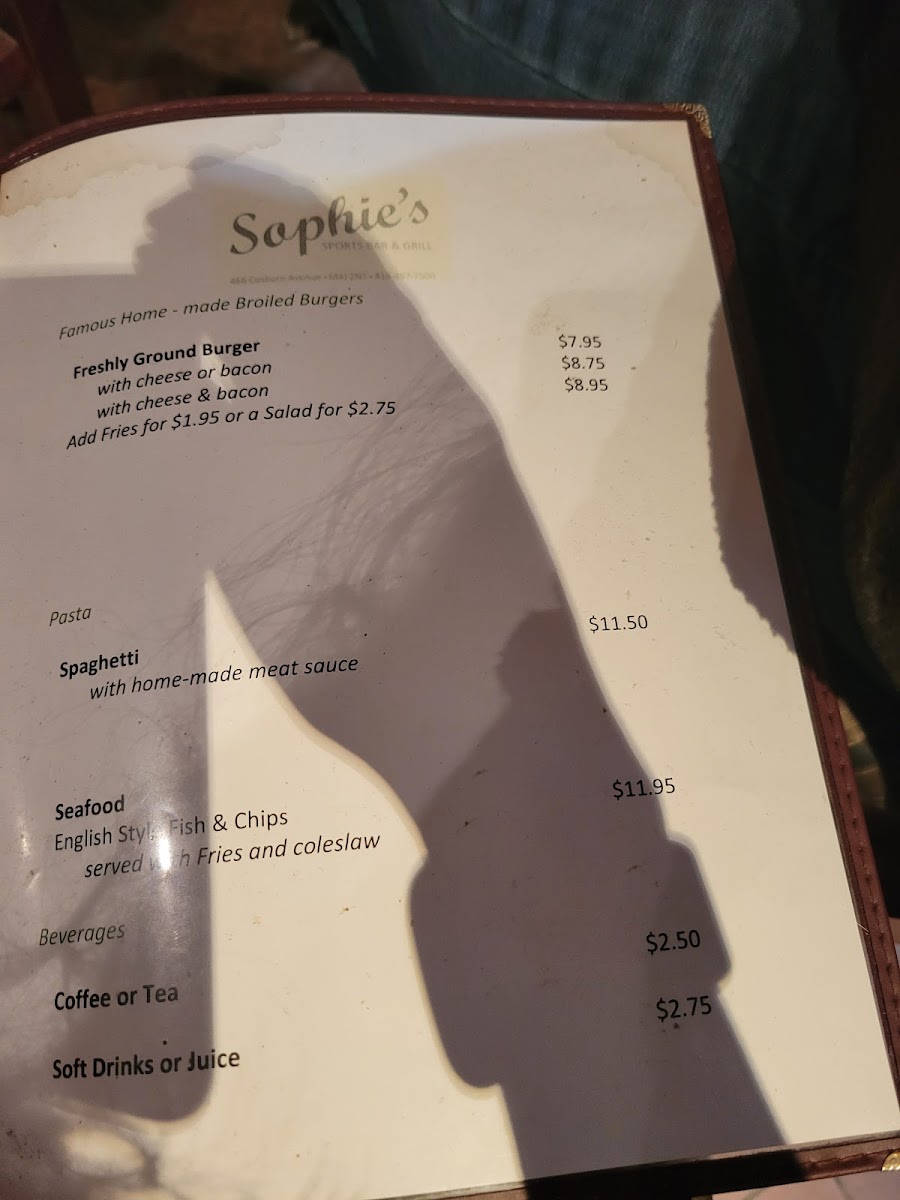 Sophie's
SPORTS BAR & GRILL
Famous Home - made Broiled Burgers
Freshly Ground Burger $7.95
with cheese or bacon $8.75
with cheese & bacon $8.95
Add Fries for $1.95 or a Salad for $2.75
Pasta
Spaghetti $11.50
with home-made meat sauce
Seafood
English Style Fish & Chips $11.95
served with Fries and coleslaw
Beverages
Coffee or Tea $2.50
Soft Drinks or Juice $2.75